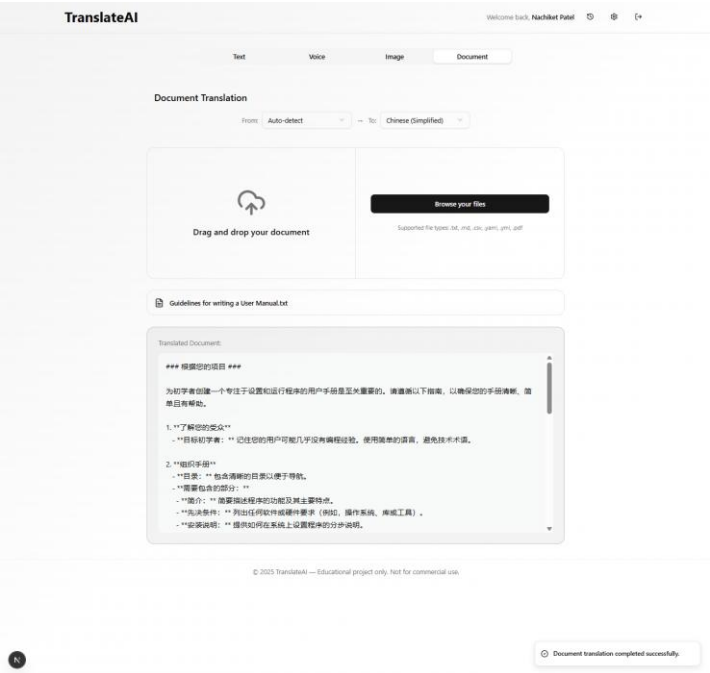 TranslateAI
Welcome back, Nachiket Patel
Text Voice Image Document
Document Translation
From: Auto-detect → To: Chinese (Simplified)
Drag and drop your document
Browse your files
Supported file types: .txt, .md, .csv, .yaml, .yml, .pdf
Guidelines for writing a User Manual.txt
Translated Document:
### 根据您的项目 ###
为初学者创建一个专注于设置和运行程序的用户手册是至关重要的。请遵循以下指南，以确保您的手册清晰、简
单且有帮助。
1. **了解您的受众**
- **目标初学者：** 记住您的用户可能几乎没有编程经验。使用简单的语言，避免技术术语。
2. **组织手册**
- **目录：** 包含清晰的目录以便于导航。
- **需要包含的部分：**
- **简介：** 简要描述程序的功能及其主要特点。
- **先决条件：** 列出任何软件或硬件要求（例如，操作系统、库或工具）。
- **安装说明：** 提供如何在系统上设置程序的分步说明。
© 2025 TranslateAI — Educational project only. Not for commercial use.
N
Document translation completed successfully.